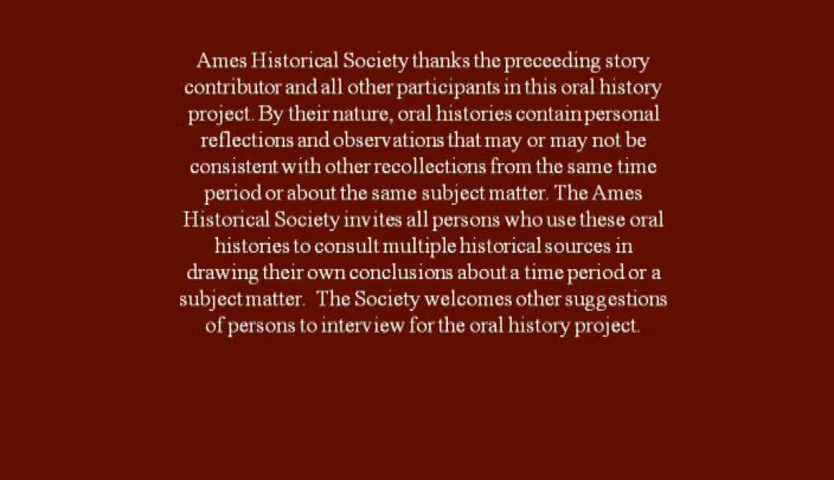 Ames Historical Society thanks the preceeding story
contributor and all other participants in this oral history
project. By their nature, oral histories contain personal
reflections and observations that may or may not be
consistent with other recollections from the same time
period or about the same subject matter. The Ames
Historical Society invites all persons who use these oral
histories to consult multiple historical sources in
drawing their own conclusions about a time period or a
subject matter.  The Society welcomes other suggestions
of persons to interview for the oral history project.